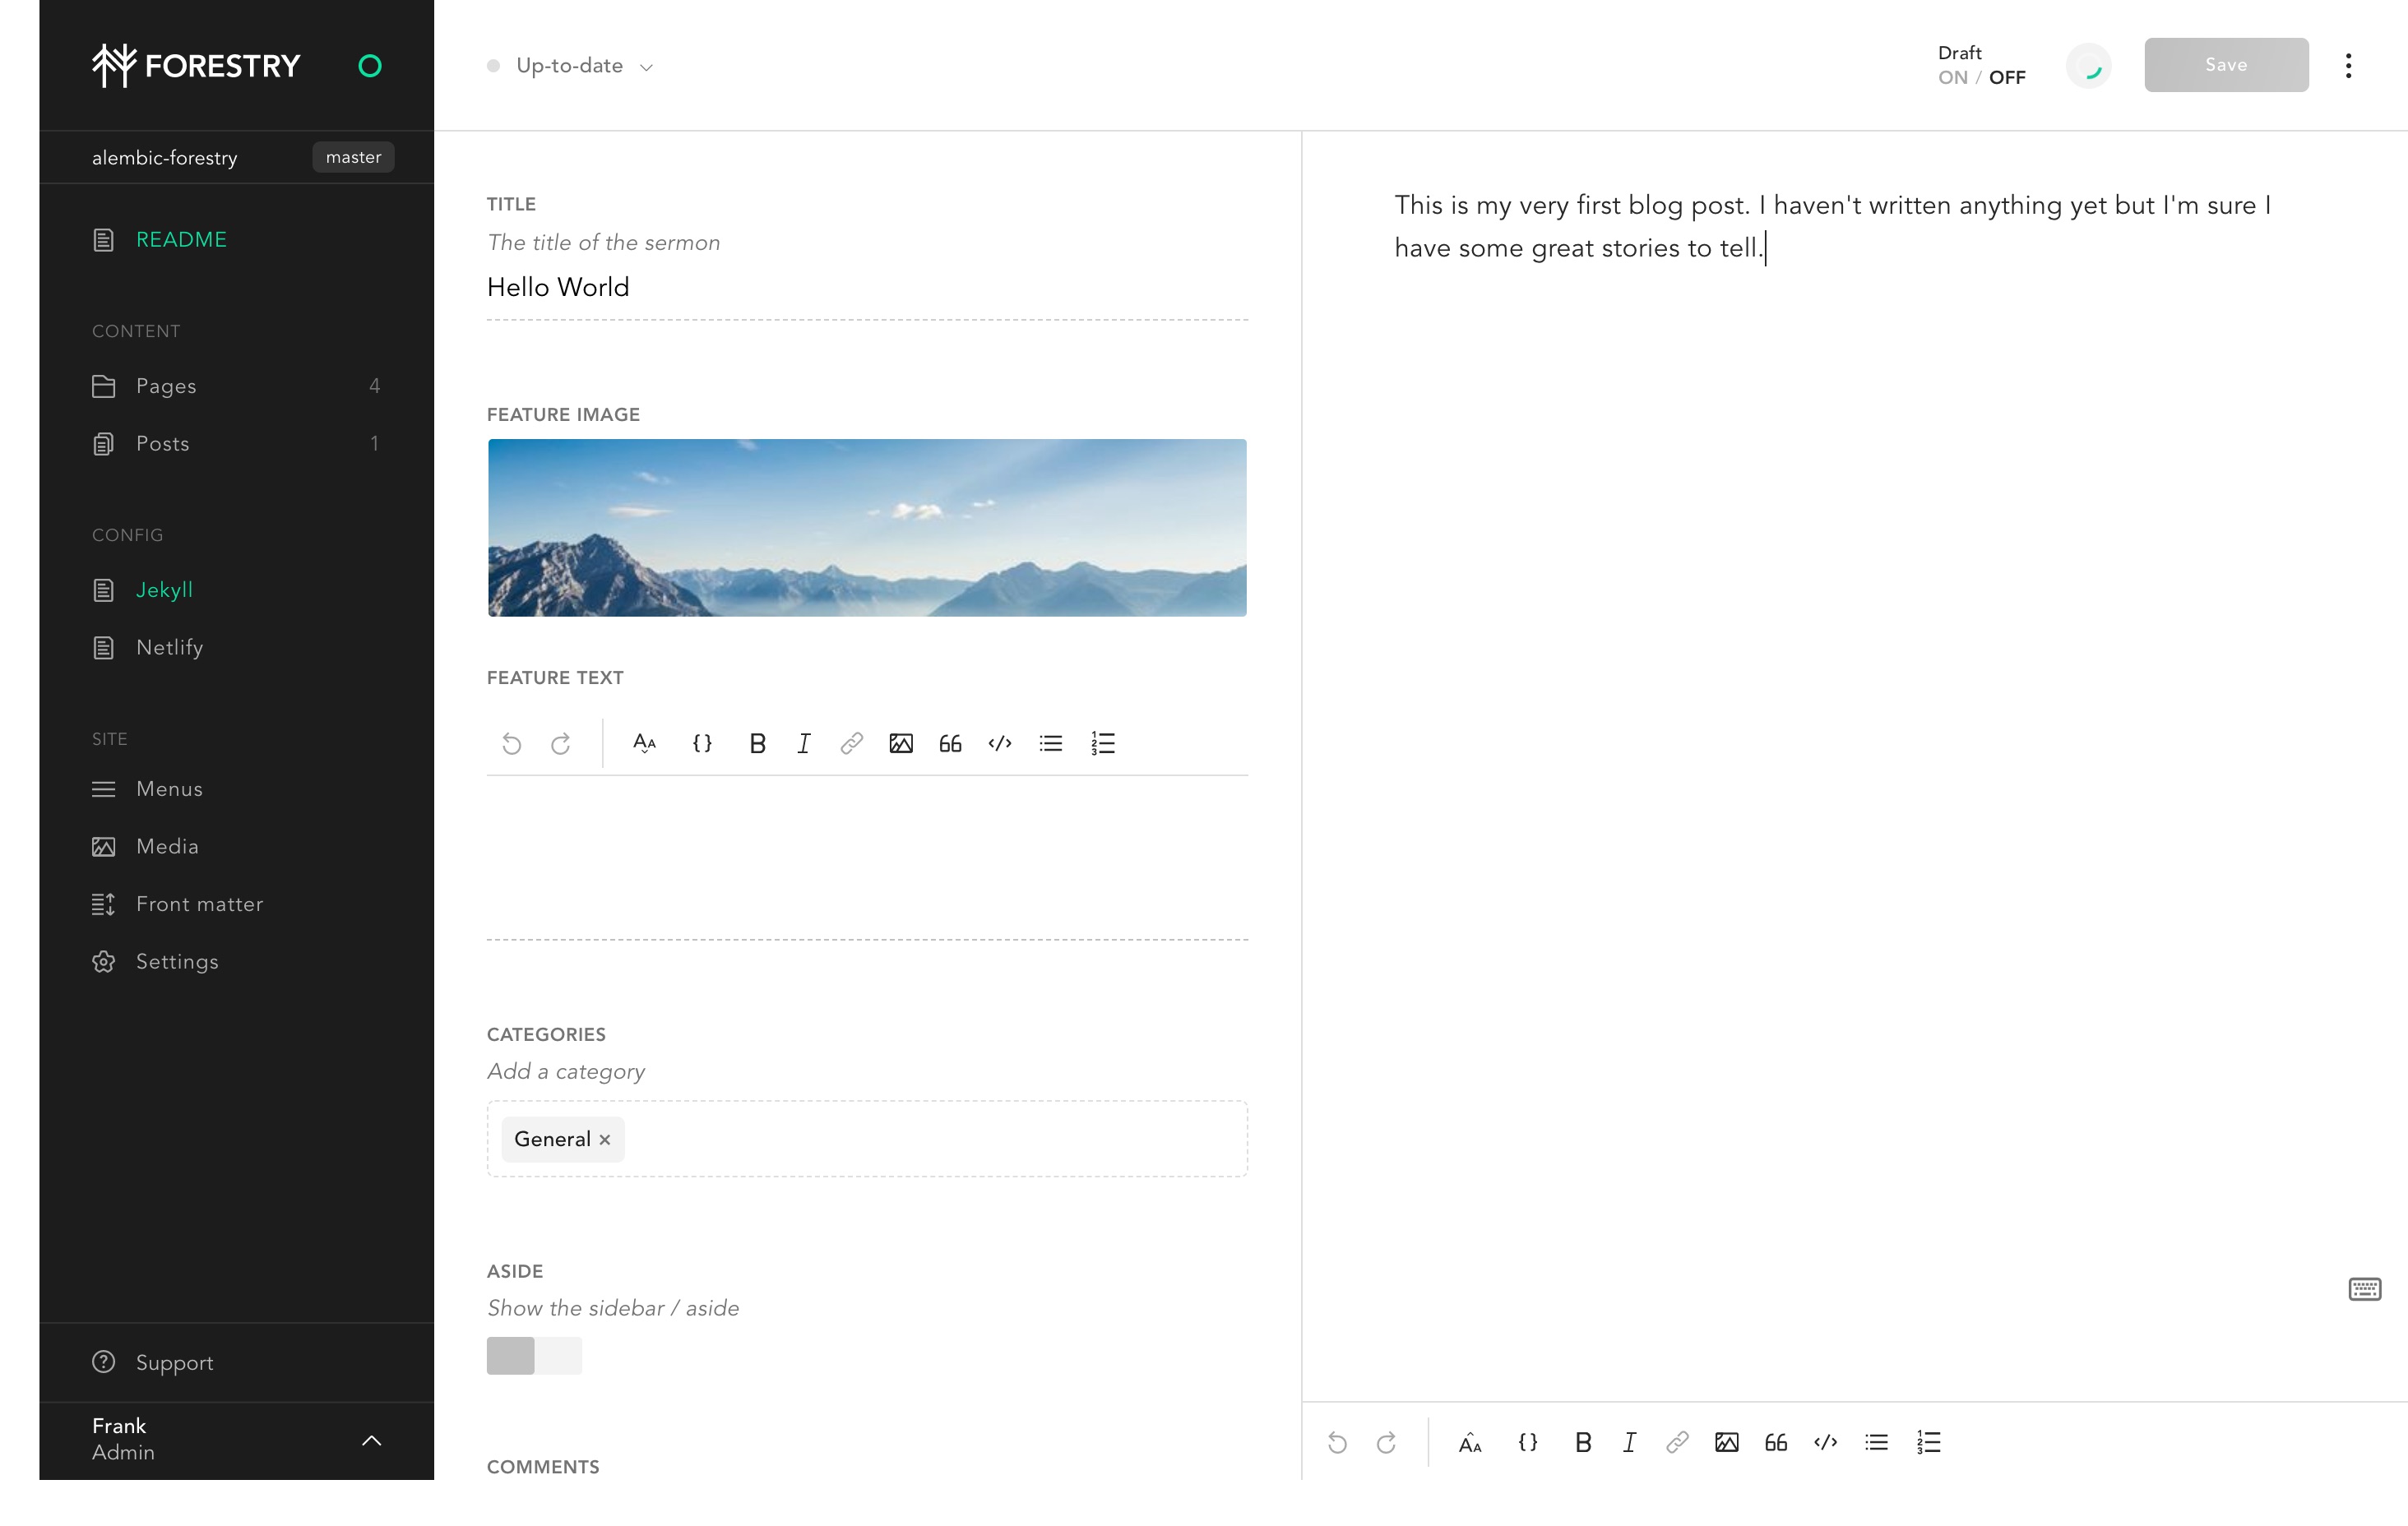 FORESTRY
alembic-forestry
master
README
CONTENT
Pages
4
Posts
1
CONFIG
Jekyll
Netlify
SITE
Menus
Media
Front matter
Settings
Support
Frank
Admin
Up-to-date
Draft
ON / OFF
Save
TITLE
The title of the sermon
Hello World
FEATURE IMAGE
FEATURE TEXT
CATEGORIES
Add a category
General ×
ASIDE
Show the sidebar / aside
COMMENTS
This is my very first blog post. I haven't written anything yet but I'm sure I
have some great stories to tell.